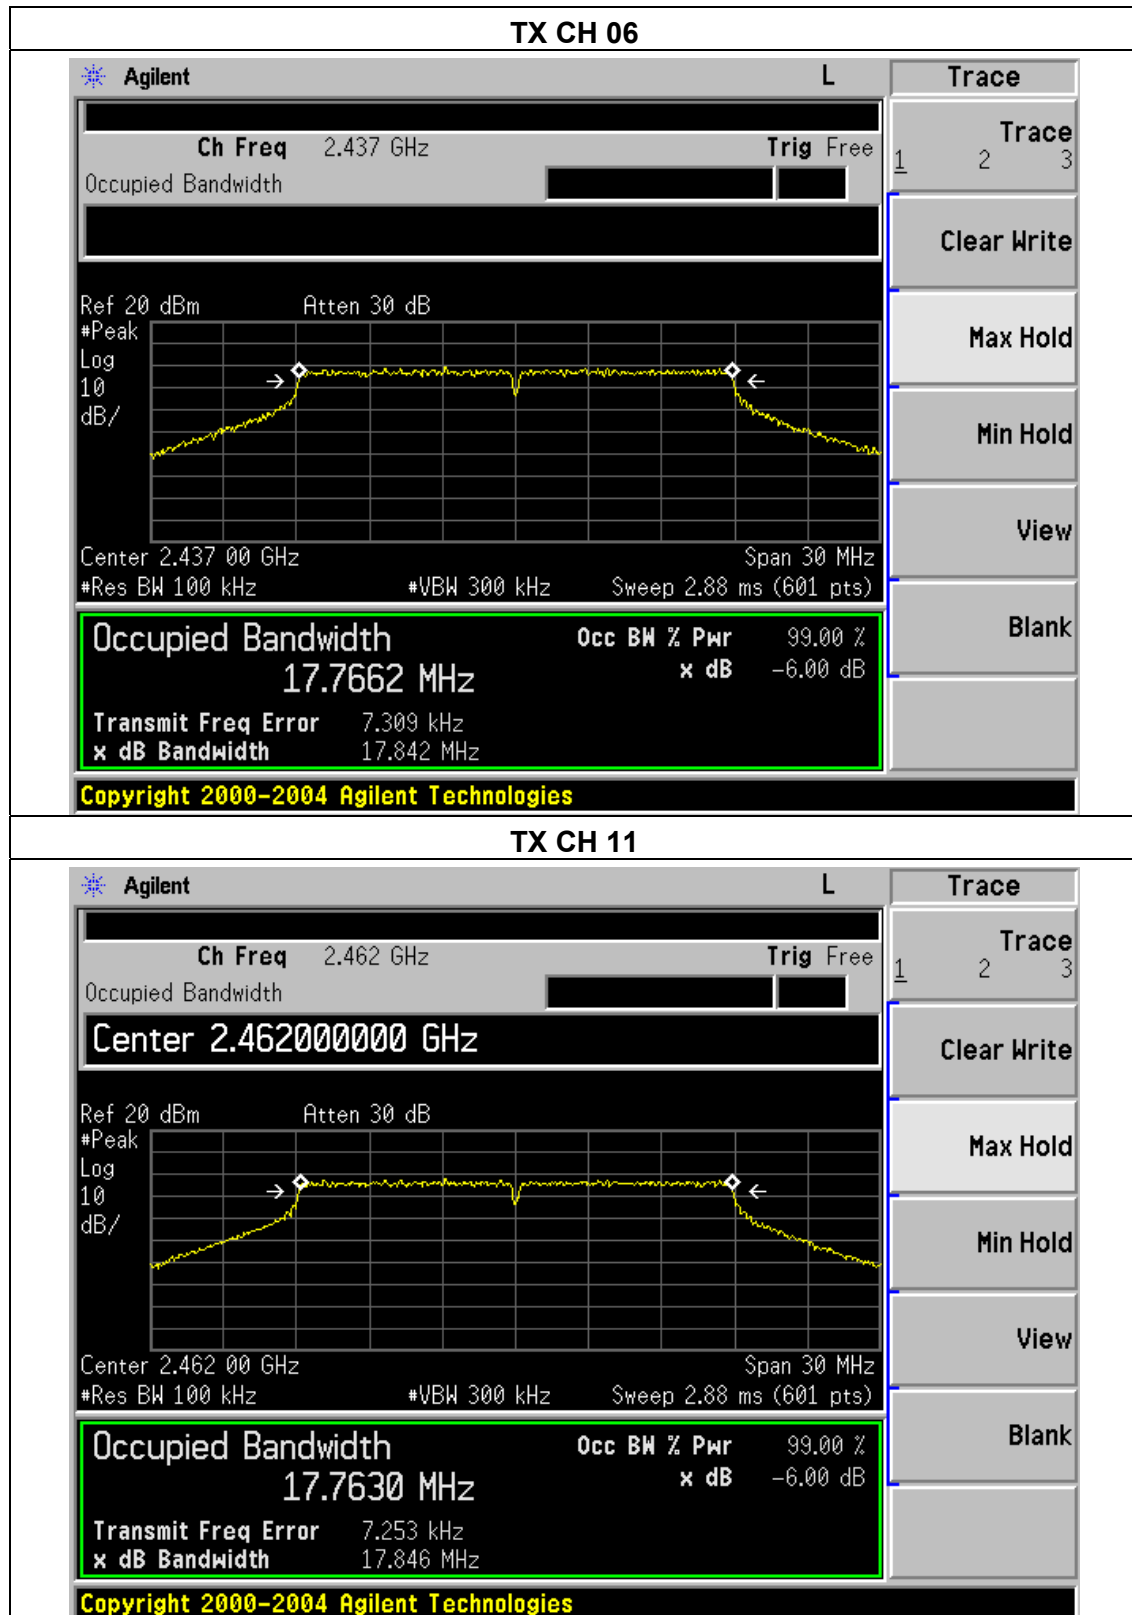 TX CH 06
Agilent L Trace
Ch Freq 2.437 GHz Trig Free
Occupied Bandwidth
Trace
1 2 3
Clear Write
Max Hold
Min Hold
View
Blank
Ref 20 dBm Atten 30 dB
#Peak
Log
10
dB/
Center 2.437 00 GHz Span 30 MHz
#Res BW 100 kHz #VBW 300 kHz Sweep 2.88 ms (601 pts)
Occupied Bandwidth Occ BW % Pwr 99.00 %
17.7662 MHz x dB -6.00 dB
Transmit Freq Error 7.309 kHz
x dB Bandwidth 17.842 MHz
Copyright 2000-2004 Agilent Technologies
TX CH 11
Agilent L Trace
Ch Freq 2.462 GHz Trig Free
Occupied Bandwidth
Center 2.462000000 GHz
Trace
1 2 3
Clear Write
Max Hold
Min Hold
View
Blank
Ref 20 dBm Atten 30 dB
#Peak
Log
10
dB/
Center 2.462 00 GHz Span 30 MHz
#Res BW 100 kHz #VBW 300 kHz Sweep 2.88 ms (601 pts)
Occupied Bandwidth Occ BW % Pwr 99.00 %
17.7630 MHz x dB -6.00 dB
Transmit Freq Error 7.253 kHz
x dB Bandwidth 17.846 MHz
Copyright 2000-2004 Agilent Technologies